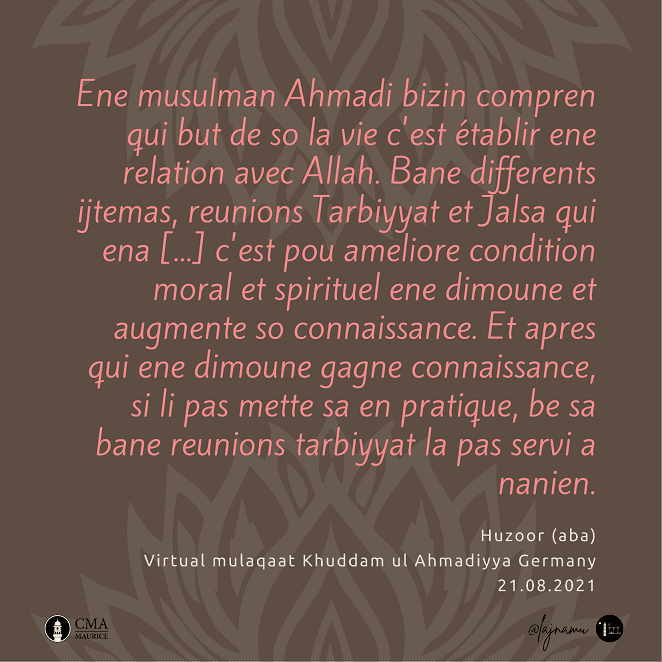 Ene musulman Ahmadi bizin compren
qui but de so la vie c'est établir ene
relation avec Allah. Bane differents
ijtemas, reunions Tarbiyyat et Jalsa qui
ena [...] c'est pou ameliore condition
moral et spirituel ene dimoune et
augmente so connaissance. Et apres
qui ene dimoune gagne connaissance,
si li pas mette sa en pratique, be sa
bane reunions tarbiyyat la pas servi a
nanien.
Huzoor (aba)
Virtual mulaqaat Khuddam ul Ahmadiyya Germany
21.08.2021
CMA
MAURICE
@lajnamu